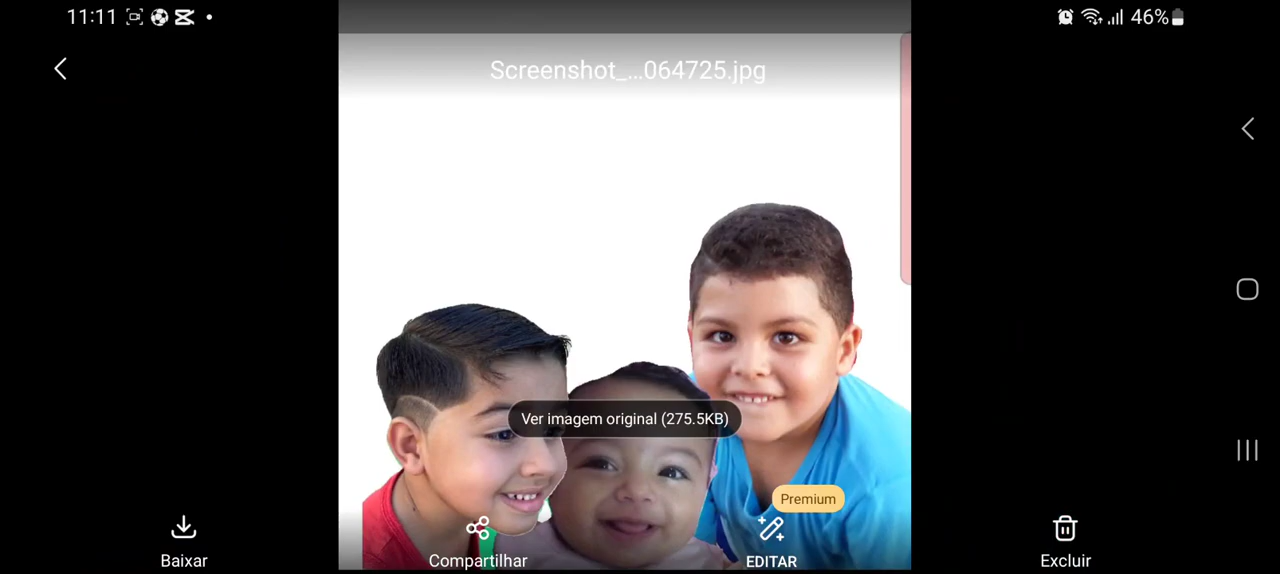 11:11
46%
Screenshot_...064725.jpg
Ver imagem original (275.5KB)
Premium
Baixar
Compartilhar
EDITAR
Excluir